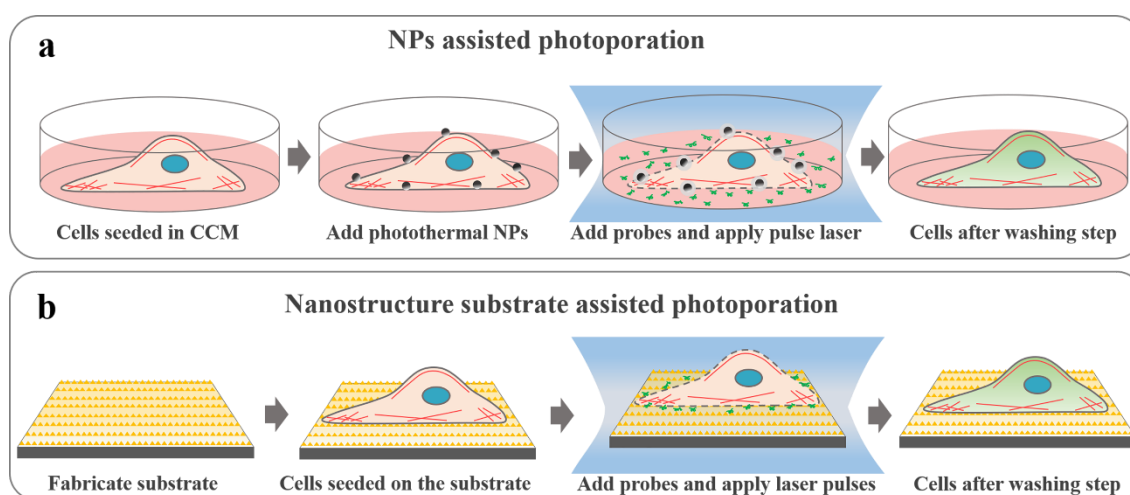 a
NPs assisted photoporation
Cells seeded in CCM
Add photothermal NPs
Add probes and apply pulse laser
Cells after washing step
b
Nanostructure substrate assisted photoporation
Fabricate substrate
Cells seeded on the substrate
Add probes and apply laser pulses
Cells after washing step